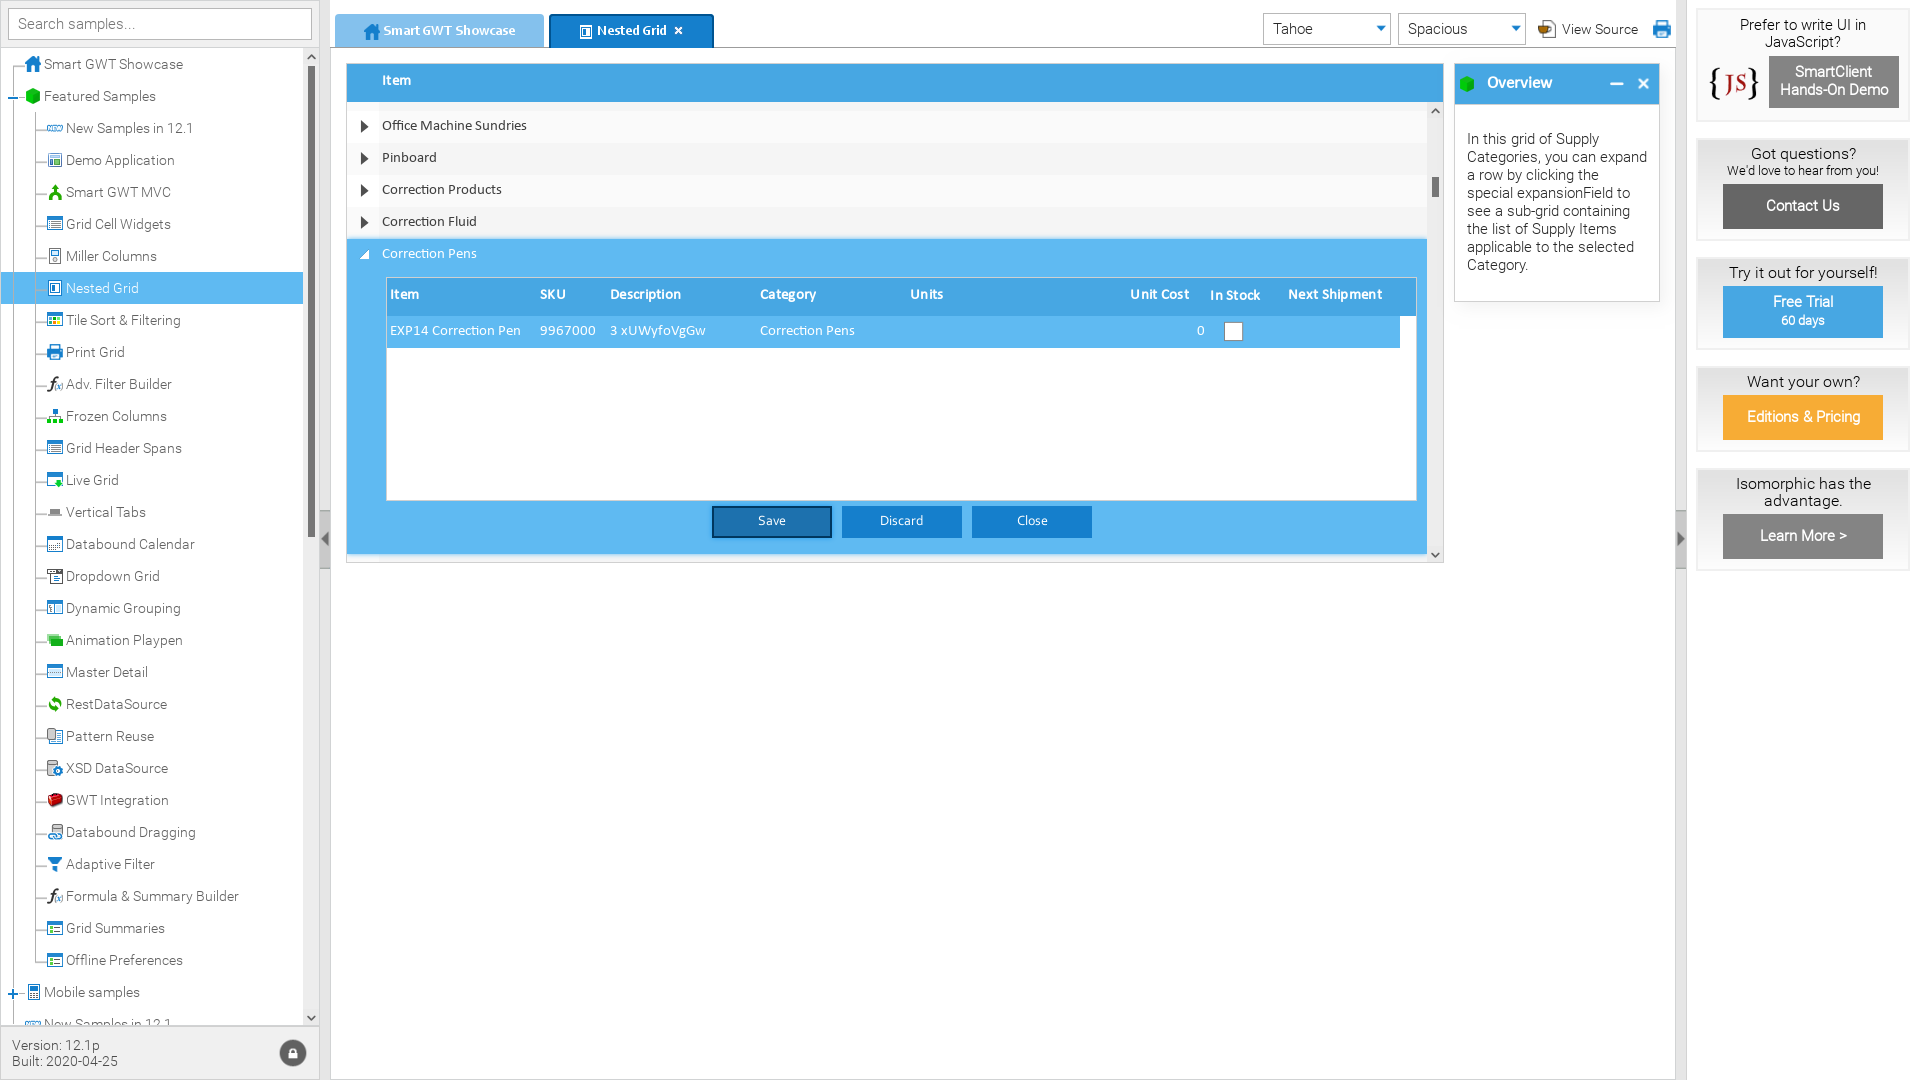 Search samples...
Smart GWT Showcase
Featured Samples
New Samples in 12.1
Demo Application
Smart GWT MVC
Grid Cell Widgets
Miller Columns
Nested Grid
Tile Sort & Filtering
Print Grid
Adv. Filter Builder
Frozen Columns
Grid Header Spans
Live Grid
Vertical Tabs
Databound Calendar
Dropdown Grid
Dynamic Grouping
Animation Playpen
Master Detail
RestDataSource
Pattern Reuse
XSD DataSource
GWT Integration
Databound Dragging
Adaptive Filter
Formula & Summary Builder
Grid Summaries
Offline Preferences
Mobile samples
New Samples in 12.1
Version: 12.1p
Built: 2020-04-25
Smart GWT Showcase
Nested Grid
Tahoe
Spacious
View Source
Item
Office Machine Sundries
Pinboard
Correction Products
Correction Fluid
Correction Pens
Item SKU Description Category Units Unit Cost In Stock Next Shipment
EXP14 Correction Pen 9967000 3 xUWyfoVgGw Correction Pens 0
Save Discard Close
Overview
In this grid of Supply
Categories, you can expand
a row by clicking the
special expansionField to
see a sub-grid containing
the list of Supply Items
applicable to the selected
Category.
Prefer to write UI in
JavaScript?
{JS}
SmartClient
Hands-On Demo
Got questions?
We'd love to hear from you!
Contact Us
Try it out for yourself!
Free Trial
60 days
Want your own?
Editions & Pricing
Isomorphic has the
advantage.
Learn More >